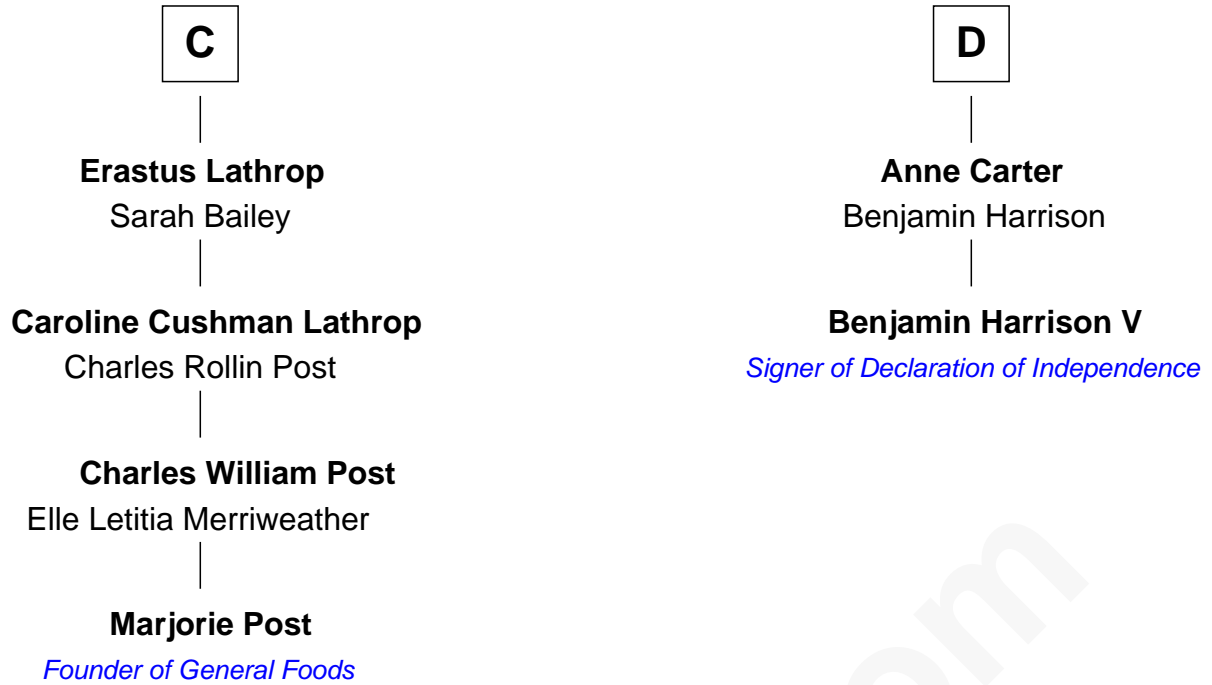 C
Erastus Lathrop
Sarah Bailey
Caroline Cushman Lathrop
Charles Rollin Post
Charles William Post
Elle Letitia Merriweather
Marjorie Post
Founder of General Foods
D
Anne Carter
Benjamin Harrison
Benjamin Harrison V
Signer of Declaration of Independence
om